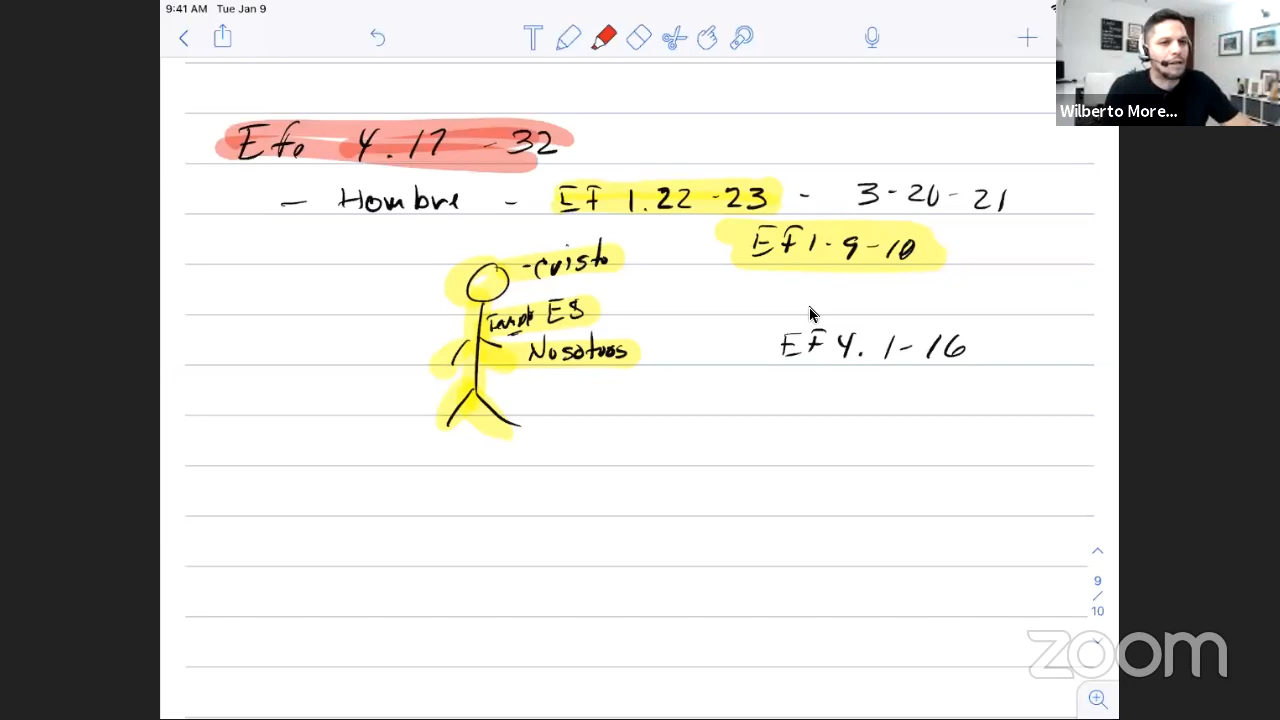 9:41 AM Tue Jan 9
Wilberto More...
Efe 4.17 - 32
- Hombre - EF 1.22-23 - 3-20-21
EF 1-9-10
-cristo
ES
Nosotros
EF 4. 1-16
9
/
10
zoom